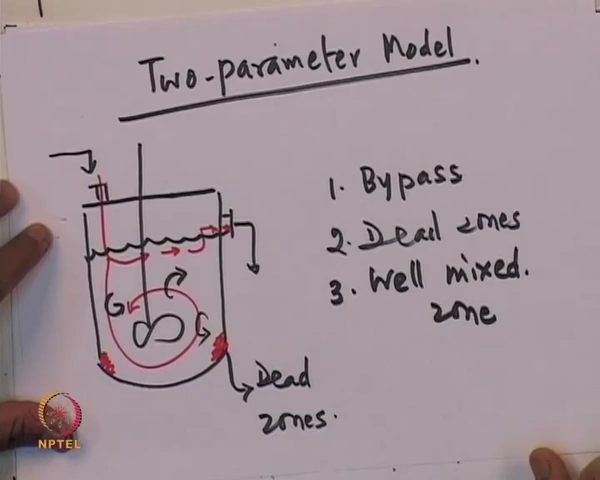 Two-parameter Model.
1. Bypass
2. Dead zones
3. Well mixed.
zone
Dead
zones.
NPTEL